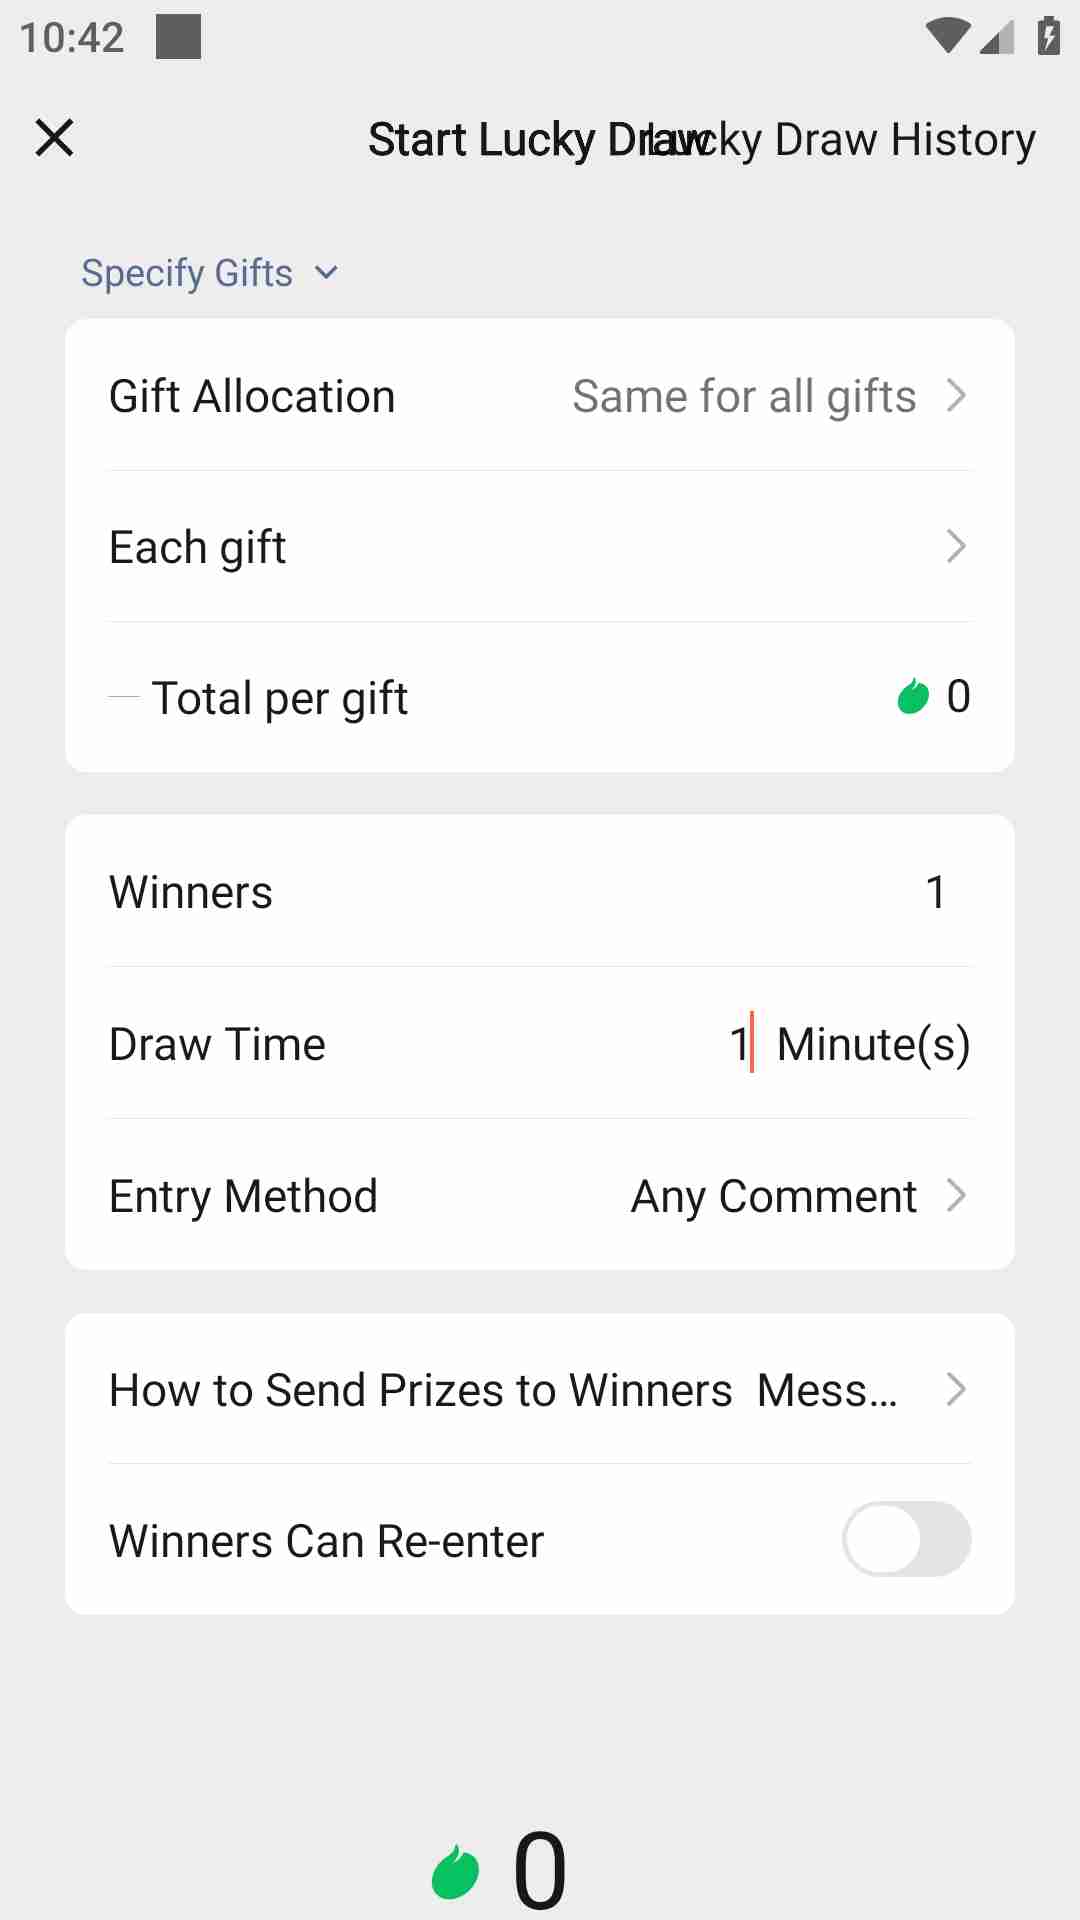 10:42
Start Lucky Draw
Lucky Draw History
Specify Gifts
Gift Allocation Same for all gifts
Each gift
Total per gift 0
Winners 1
Draw Time 1 Minute(s)
Entry Method Any Comment
How to Send Prizes to Winners Mess...
Winners Can Re-enter
0